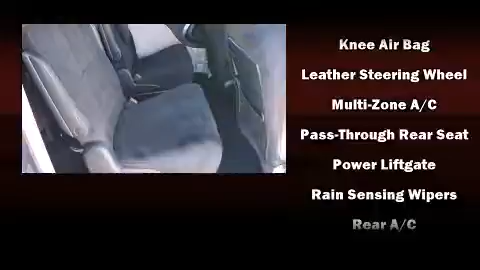 Knee Air Bag
Leather Steering Wheel
Multi-Zone A/C
Pass-Through Rear Seat
Power Liftgate
Rain Sensing Wipers
Rear A/C